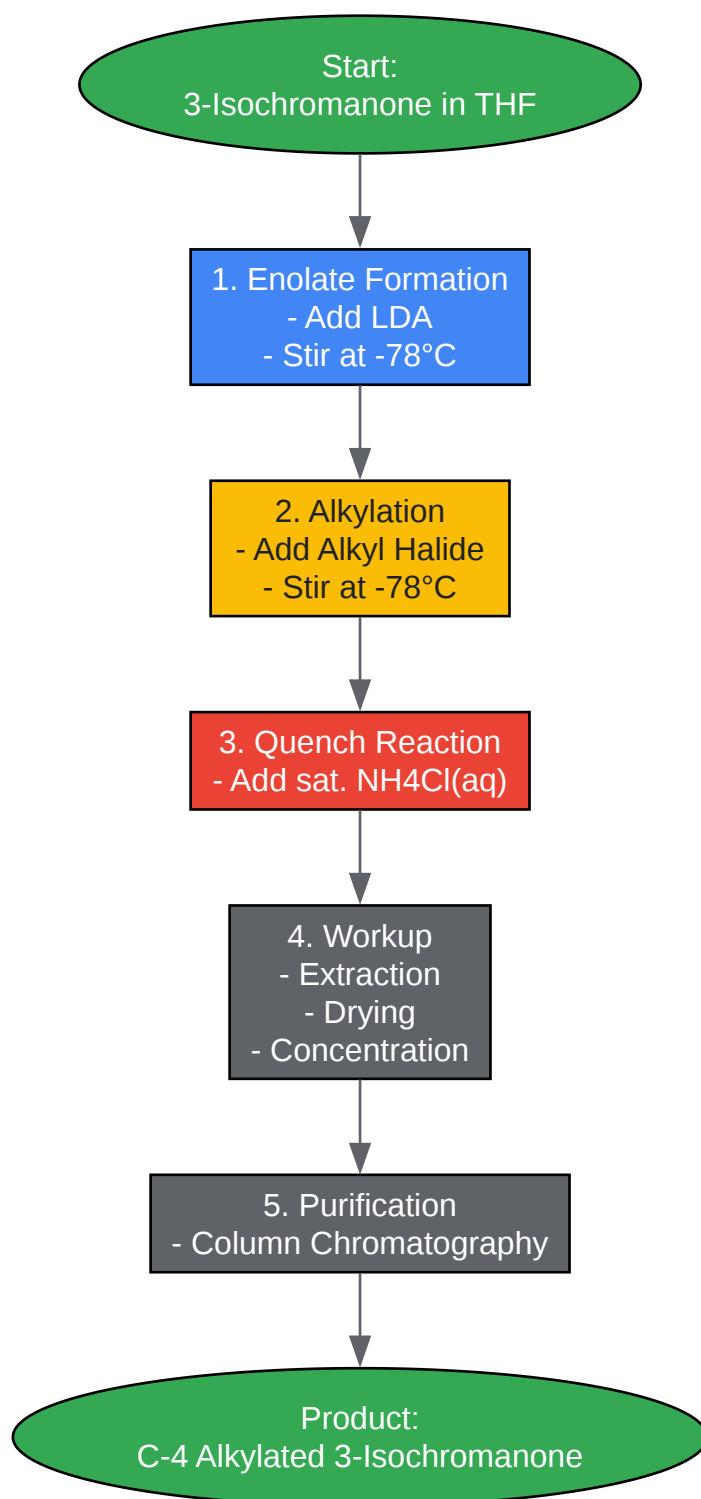 Start:
3-Isochromanone in THF
1. Enolate Formation
- Add LDA
- Stir at -78°C
2. Alkylation
- Add Alkyl Halide
- Stir at -78°C
3. Quench Reaction
- Add sat. NH4Cl(aq)
4. Workup
- Extraction
- Drying
- Concentration
5. Purification
- Column Chromatography
Product:
C-4 Alkylated 3-Isochromanone